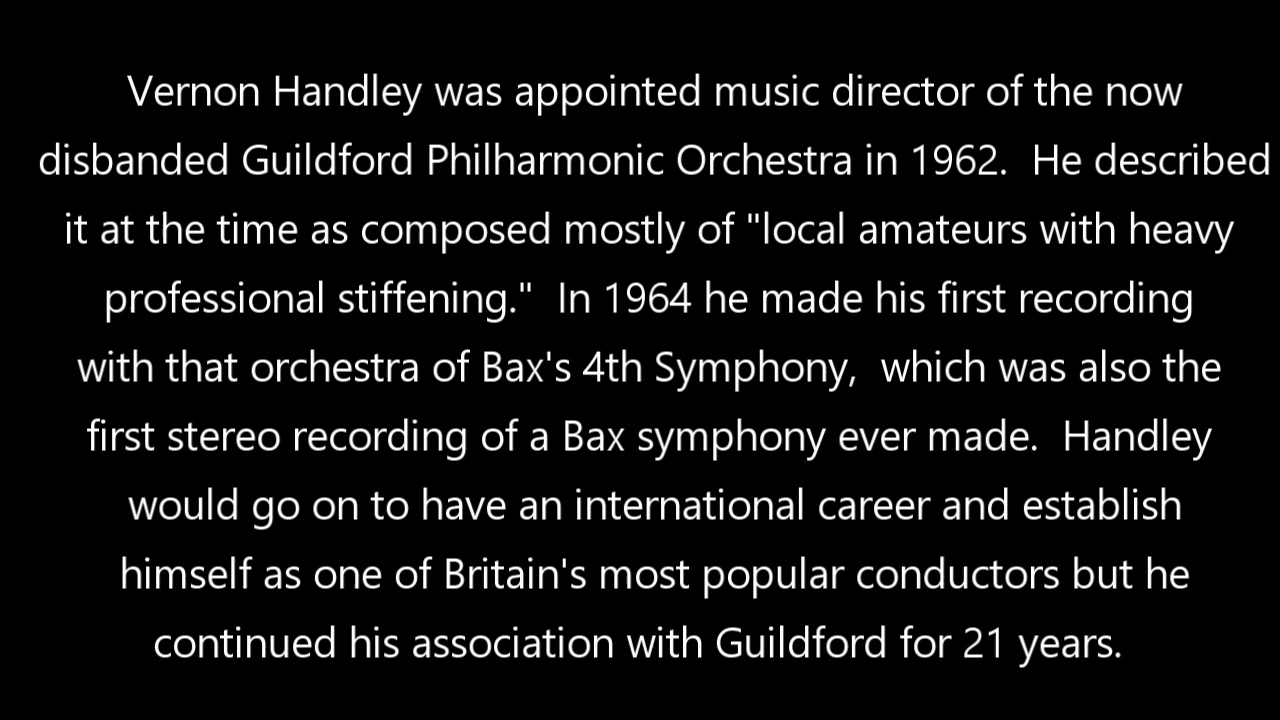 Vernon Handley was appointed music director of the now
disbanded Guildford Philharmonic Orchestra in 1962.  He described
it at the time as composed mostly of "local amateurs with heavy
professional stiffening."  In 1964 he made his first recording
with that orchestra of Bax's 4th Symphony,  which was also the
first stereo recording of a Bax symphony ever made.  Handley
would go on to have an international career and establish
himself as one of Britain's most popular conductors but he
continued his association with Guildford for 21 years.